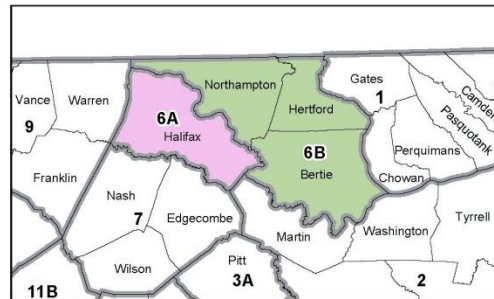 Northampton
Gates
Camden
Vance
Warren
Hertford
1
Pasquotank
9
6A
Halifax
6B
Perquimans
Franklin
Bertie
Chowan
Nash
7
Edgecombe
Martin
Washington
Tyrrell
Wilson
Pitt
11B
3A
2